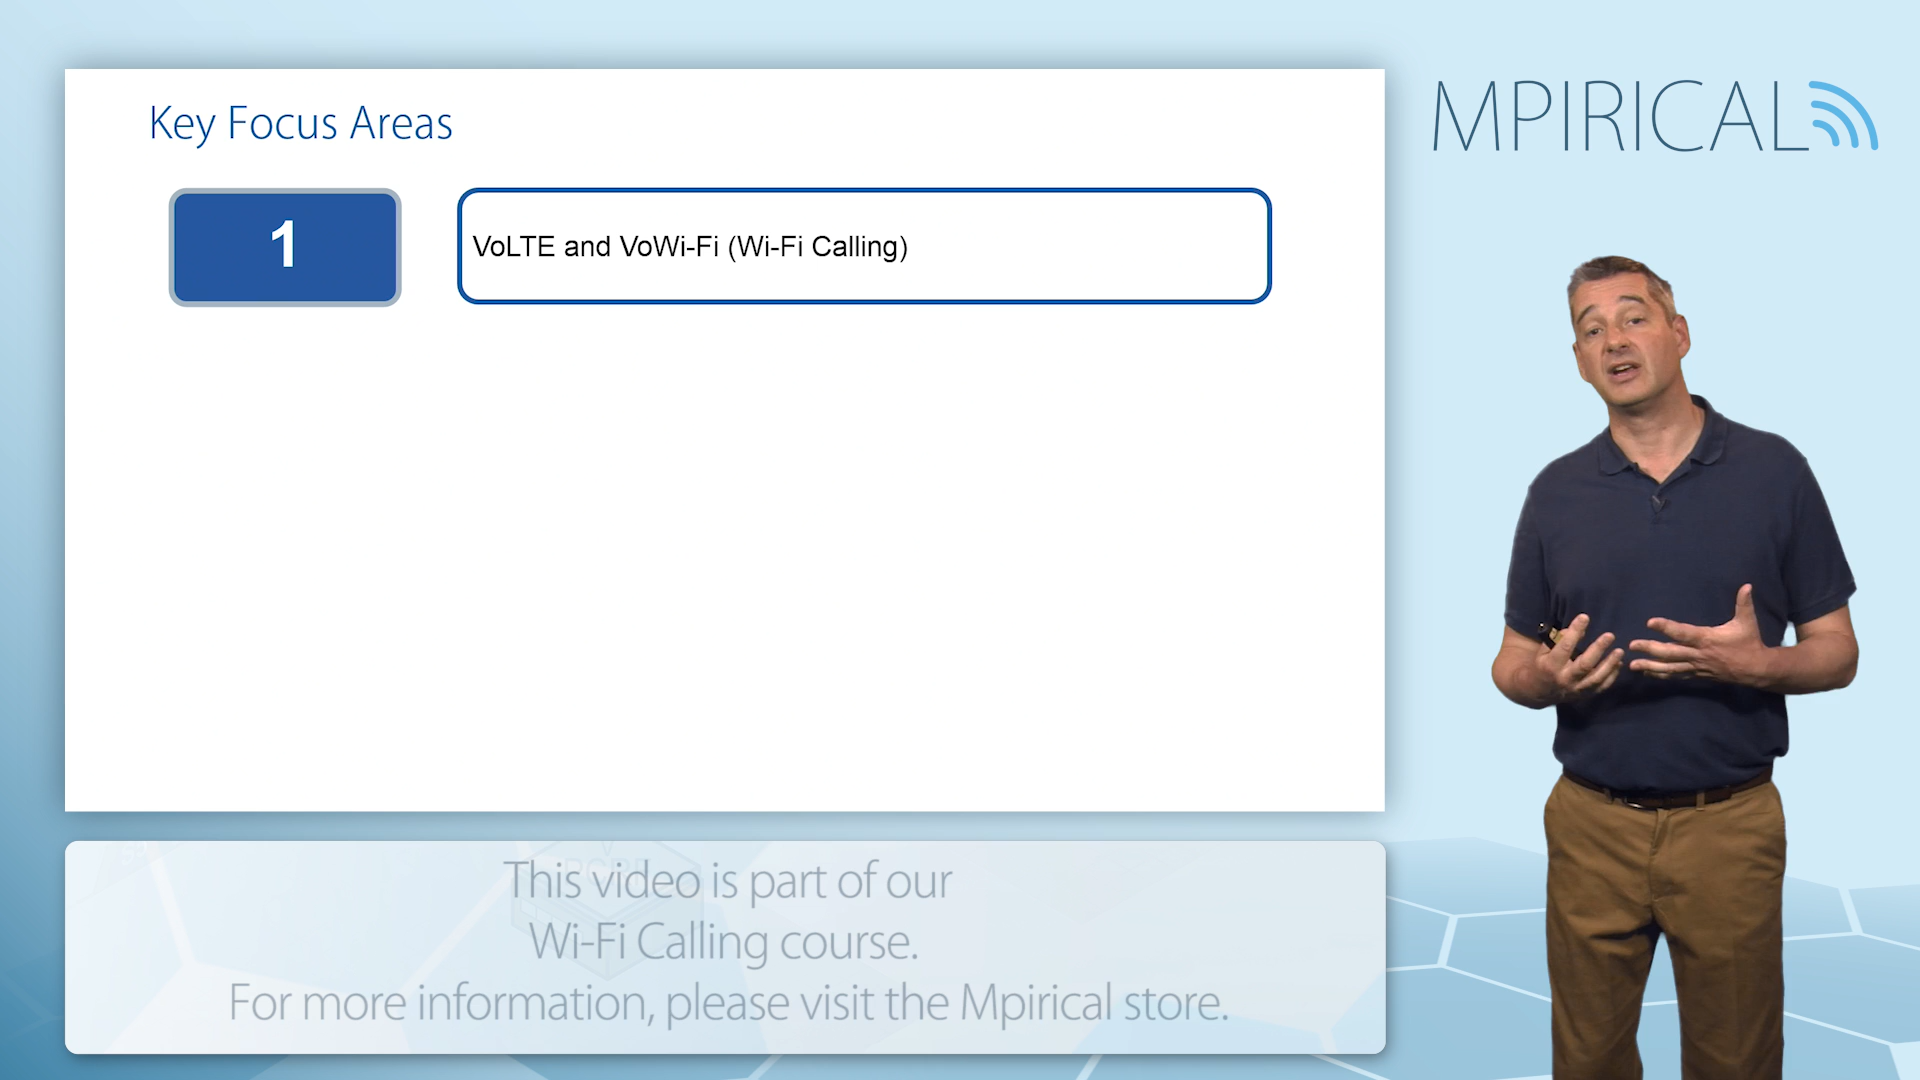 Key Focus Areas
MPIRICAL
1
VoLTE and VoWi-Fi (Wi-Fi Calling)
This video is part of our
Wi-Fi Calling course.
For more information, please visit the Mpirical store.